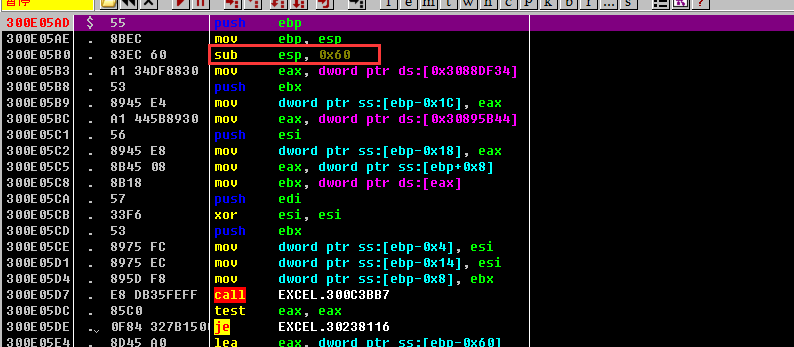 暂停 l e m t w h c P k b r ... s ?
300E05AD $ 55 push ebp
300E05AE . 8BEC mov ebp, esp
300E05B0 . 83EC 60 sub esp, 0x60
300E05B3 . A1 34DF8830 mov eax, dword ptr ds:[0x3088DF34]
300E05B8 . 53 push ebx
300E05B9 . 8945 E4 mov dword ptr ss:[ebp-0x1C], eax
300E05BC . A1 445B8930 mov eax, dword ptr ds:[0x30895B44]
300E05C1 . 56 push esi
300E05C2 . 8945 E8 mov dword ptr ss:[ebp-0x18], eax
300E05C5 . 8B45 08 mov eax, dword ptr ss:[ebp+0x8]
300E05C8 . 8B18 mov ebx, dword ptr ds:[eax]
300E05CA . 57 push edi
300E05CB . 33F6 xor esi, esi
300E05CD . 53 push ebx
300E05CE . 8975 FC mov dword ptr ss:[ebp-0x4], esi
300E05D1 . 8975 EC mov dword ptr ss:[ebp-0x14], esi
300E05D4 . 895D F8 mov dword ptr ss:[ebp-0x8], ebx
300E05D7 . E8 DB35FEFF call EXCEL.300C3BB7
300E05DC . 85C0 test eax, eax
300E05DE . 0F84 327B1500 je EXCEL.30238116
300E05E4 . 8D45 A0 lea eax, dword ptr ss:[ebp-0x60]